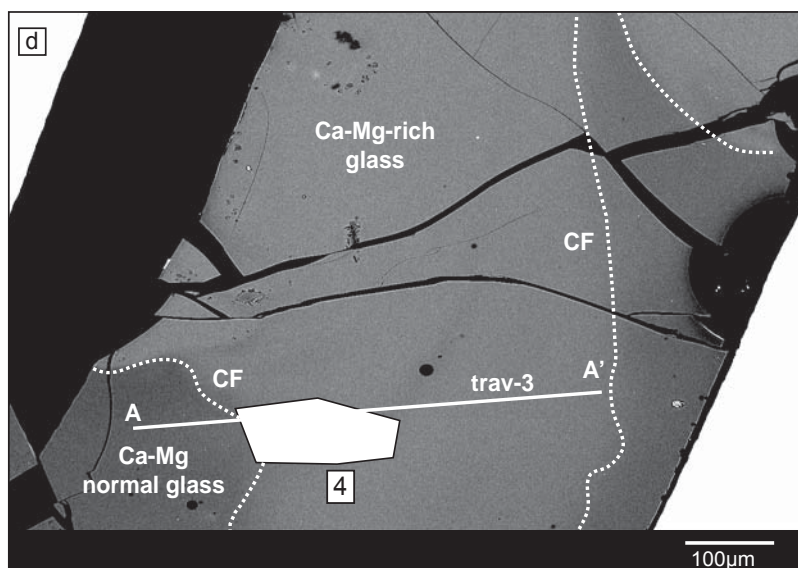 d
Ca-Mg-rich
glass
CF
A'
trav-3
CF
A
Ca-Mg
normal glass
4
100µm